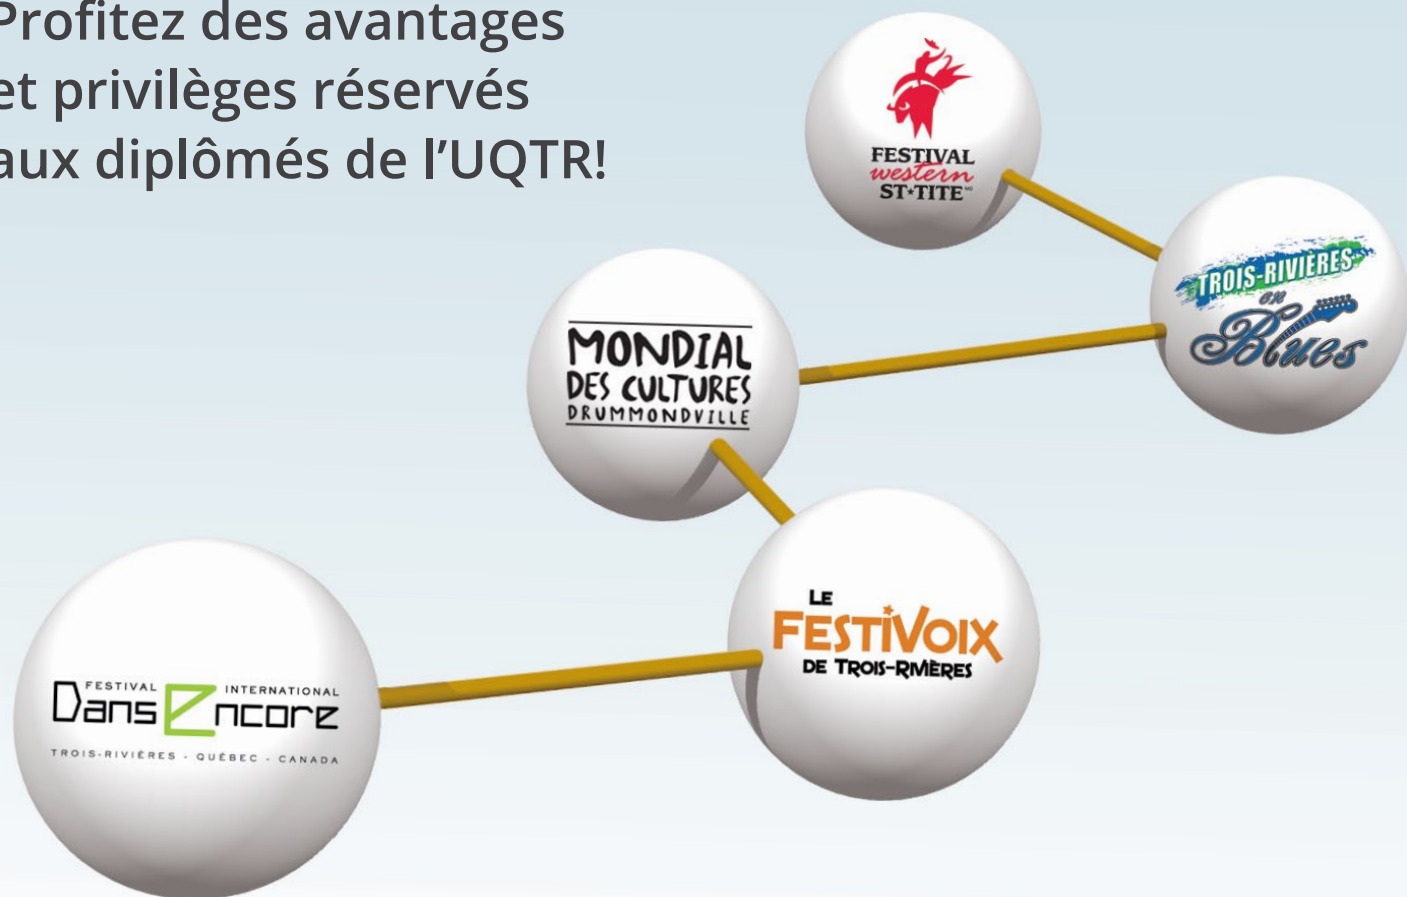 Profitez des avantages
et privilèges réservés
aux diplômés de l'UQTR!
FESTIVAL
western
ST★TITE MD
TROIS-RIVIÈRES
en
Blues
MONDIAL
DES CULTURES
DRUMMONDVILLE
LE
FESTIVOIX
DE TROIS-RIVIÈRES
FESTIVAL INTERNATIONAL
DansEncore
TROIS-RIVIÈRES - QUÉBEC - CANADA